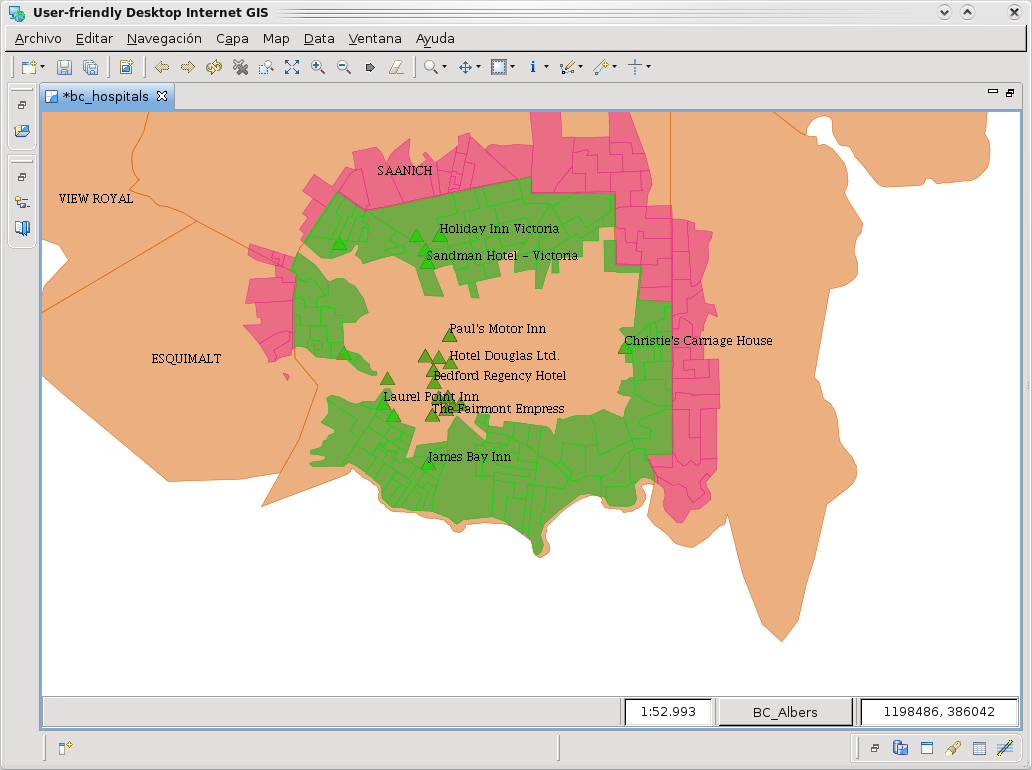 User-friendly Desktop Internet GIS
Archivo Editar Navegación Capa Map Data Ventana Ayuda
*bc_hospitals
SAANICH
VIEW ROYAL
Holiday Inn Victoria
Sandman Hotel - Victoria
Paul's Motor Inn
Christie's Carriage House
ESQUIMALT
Hotel Douglas Ltd.
Bedford Regency Hotel
Laurel Point Inn
The Fairmont Empress
James Bay Inn
1:52.993 BC_Albers 1198486, 386042